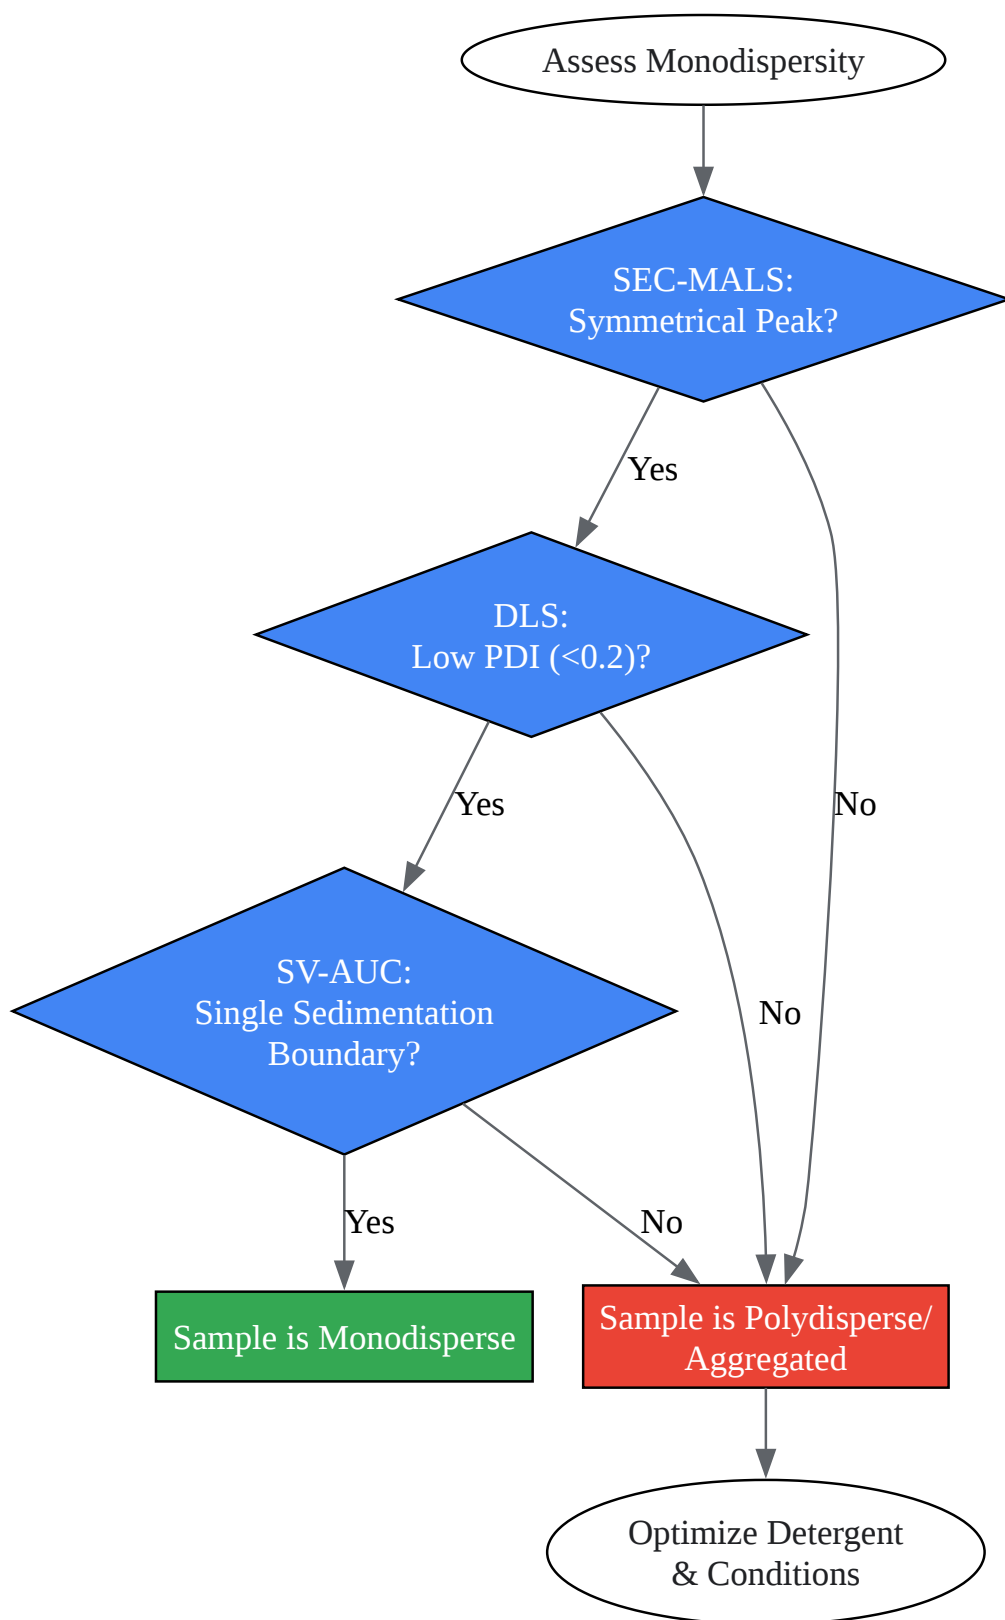 Assess Monodispersity
SEC-MALS:
Symmetrical Peak?
Yes
DLS:
Low PDI (<0.2)?
Yes
No
SV-AUC:
Single Sedimentation
Boundary?
No
Yes
No
Sample is Monodisperse
Sample is Polydisperse/
Aggregated
Optimize Detergent
& Conditions